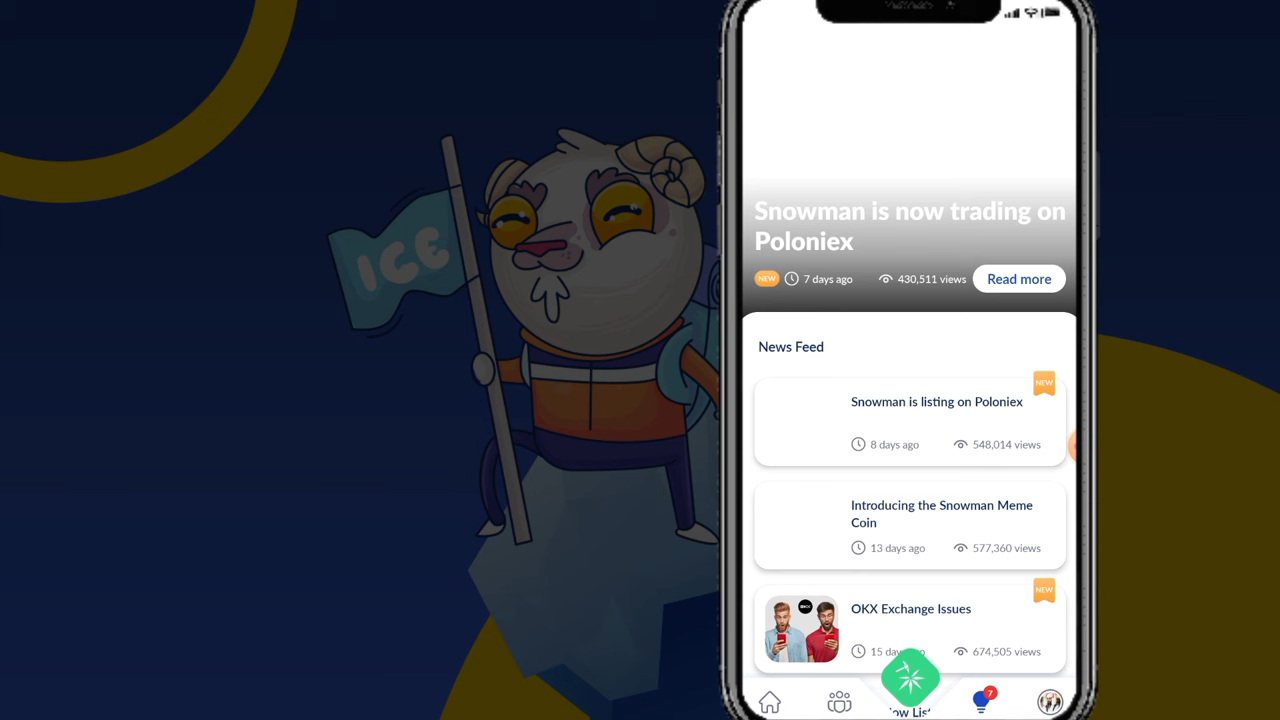 ICE
Snowman is now trading on
Poloniex
NEW 7 days ago 430,511 views Read more
News Feed
NEW
Snowman is listing on Poloniex
8 days ago 548,014 views
Introducing the Snowman Meme
Coin
13 days ago 577,360 views
NEW
OKX Exchange Issues
15 674,505 views
7